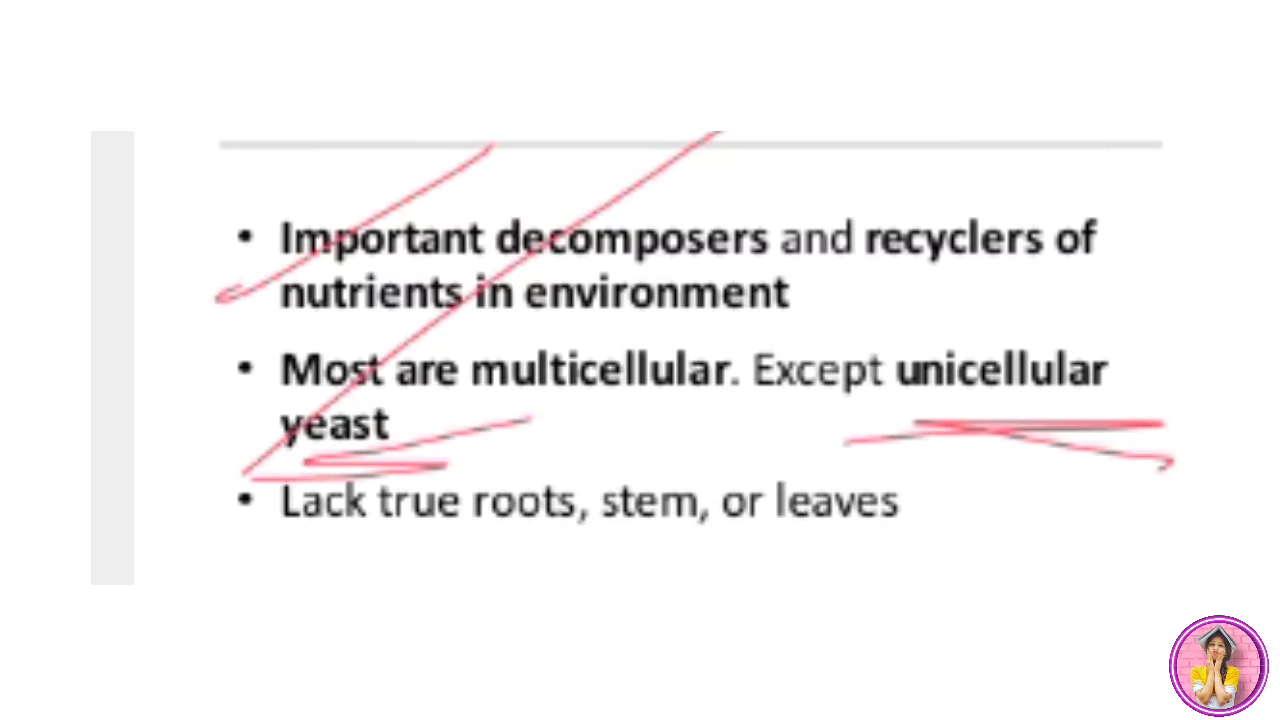 • Important decomposers and recyclers of
nutrients in environment
• Most are multicellular. Except unicellular
yeast
• Lack true roots, stem, or leaves